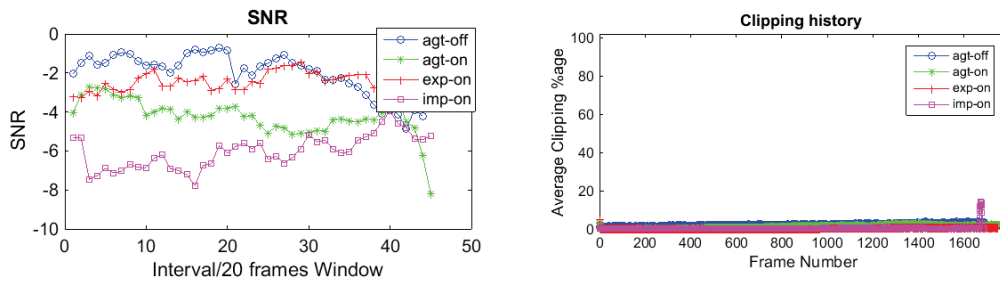 SNR
0
-2
-4
-6
-8
-10
SNR
0
10
20
30
40
50
Interval/20 frames Window
agt-off
agt-on
exp-on
imp-on
Clipping history
100
80
60
40
20
0
Average Clipping %age
0
200
400
600
800
1000
1200
1400
1600
Frame Number
agt-off
agt-on
exp-on
imp-on